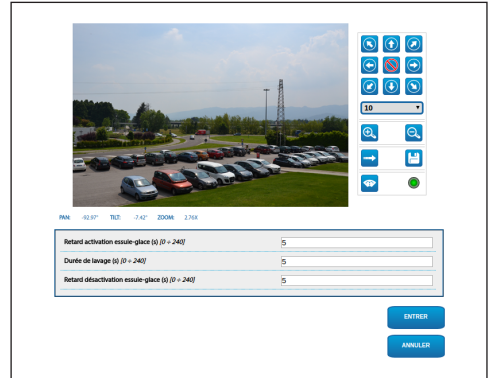 10
PAN: -92.97° TILT: -7.42° ZOOM: 2.76X
Retard activation essuie-glace (s) [0 ÷ 240] 5
Durée de lavage (s) [0 ÷ 240] 5
Retard désactivation essuie-glace (s) [0 ÷ 240] 5
ENTRER
ANNULER